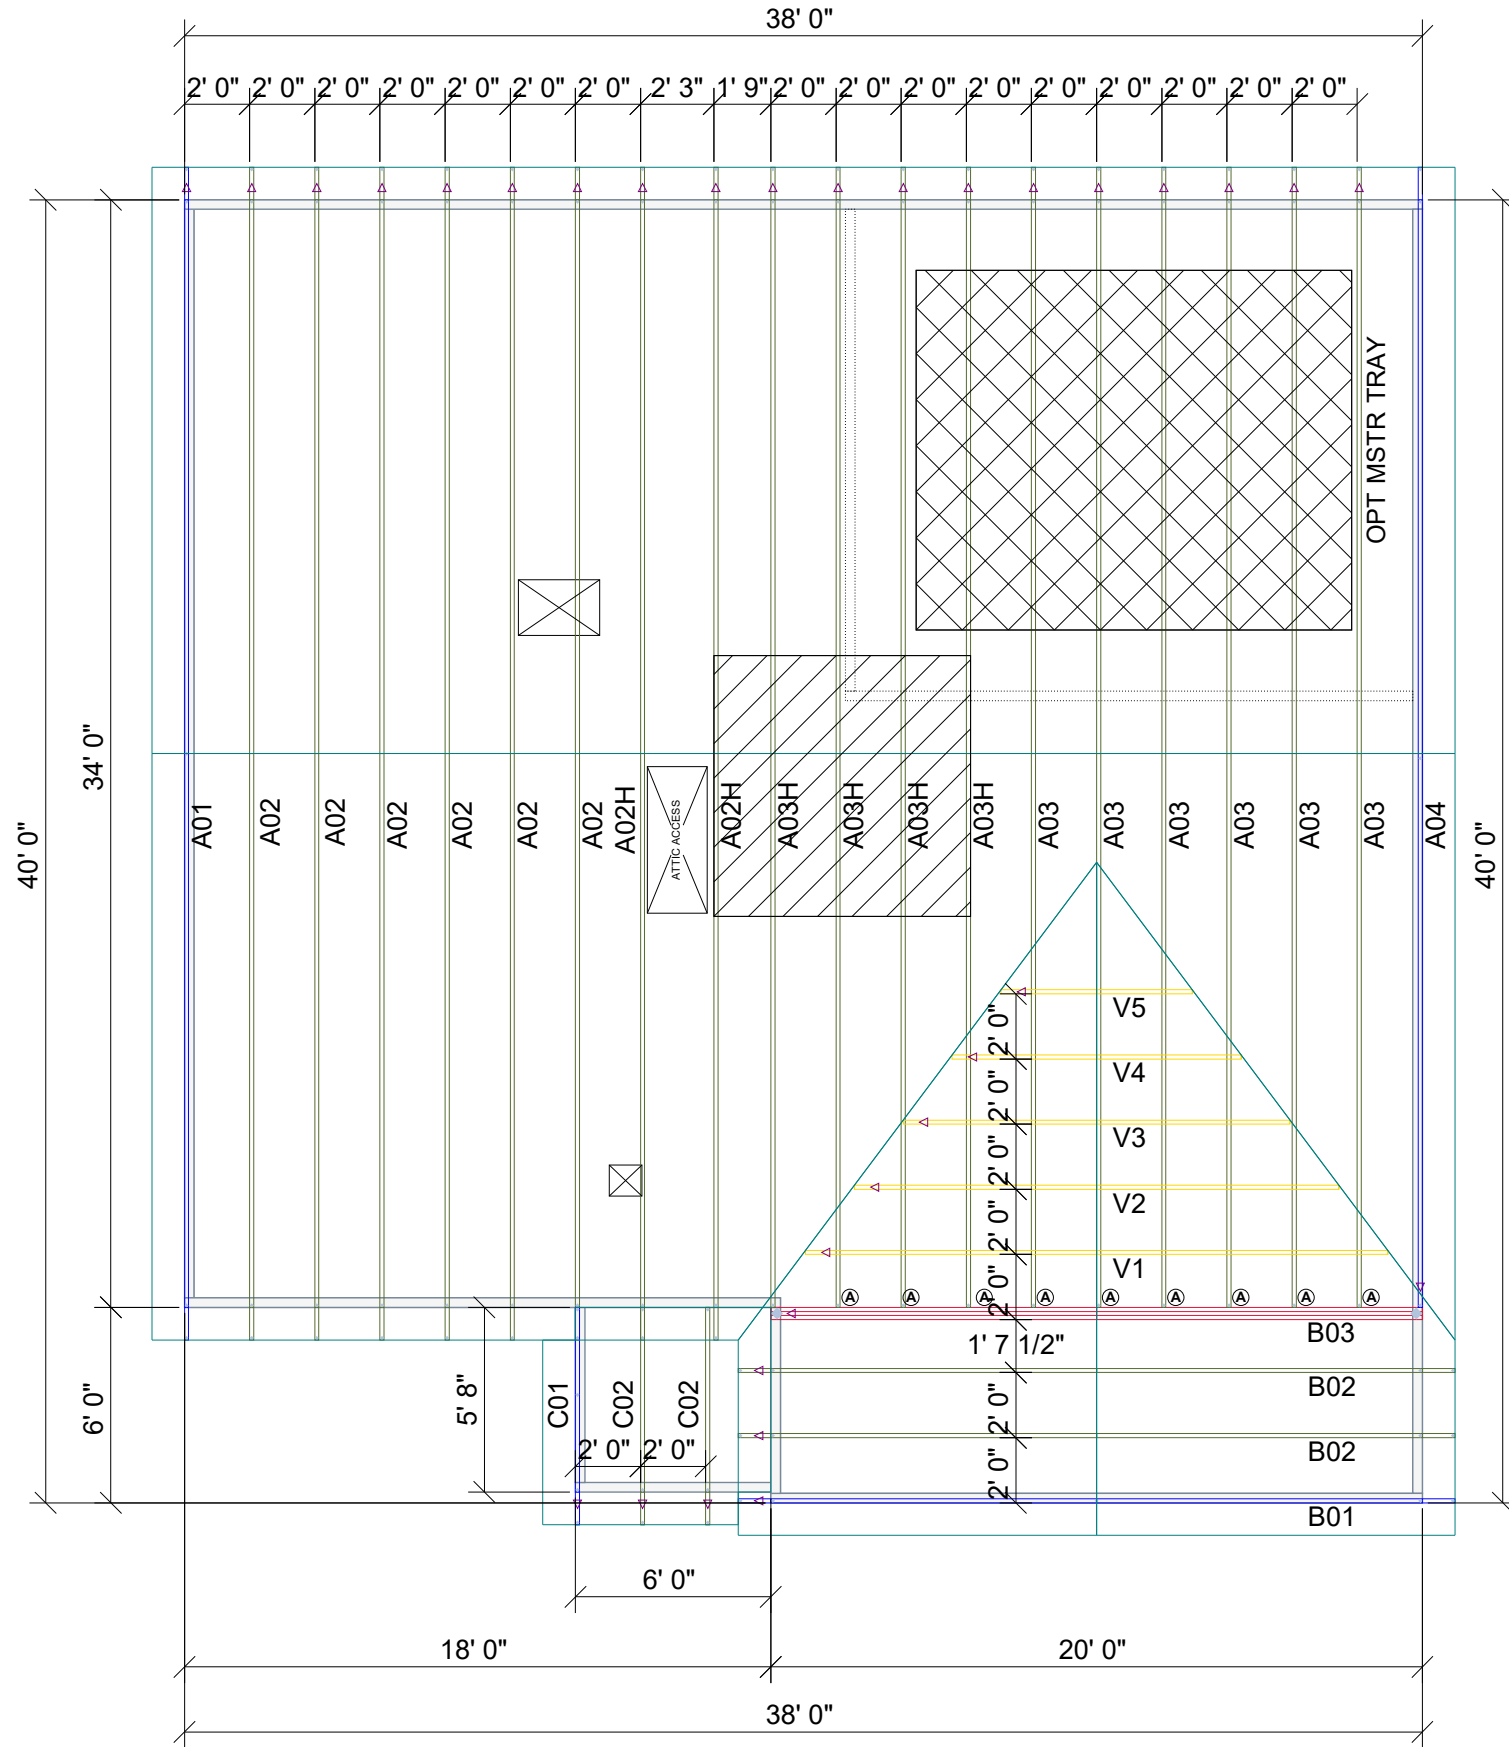 38' 0"
2' 0" 2' 0" 2' 0" 2' 0" 2' 0" 2' 0" 2' 0" 2' 3" 1' 9" 2' 0" 2' 0" 2' 0" 2' 0" 2' 0" 2' 0" 2' 0" 2' 0" 2' 0"
OPT MSTR TRAY
34' 0"
40' 0"
40' 0"
A01 A02 A02 A02 A02 A02 A02 A02H A02H A03H A03H A03H A03H A03 A03 A03 A03 A03 A03 A04
ATTIC ACCESS
V5
2' 0"
V4
2' 0"
V3
2' 0"
V2
2' 0"
V1
2' 0"
A A A A A A A A A
B03
1' 7 1/2"
B02
2' 0"
B02
2' 0"
B01
6' 0"
5' 8"
C01 C02 C02
2' 0" 2' 0"
6' 0"
18' 0" 20' 0"
38' 0"